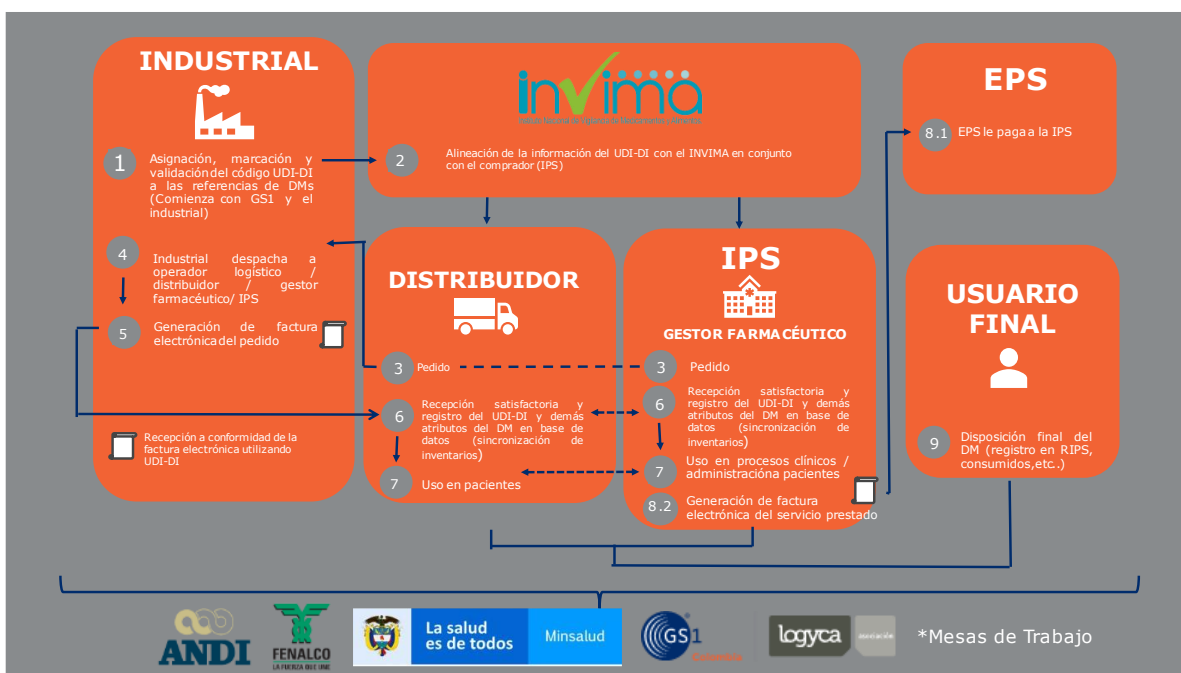 INDUSTRIAL
1
Asignación, marcación y
validación del código UDI-DI
a las referencias de DMs
(Comienza con GS1 y el
industrial)
4
Industrial despacha a
operador logístico /
distribuidor / gestor
farmacéutico/ IPS
5
Generación de factura
electrónica del pedido
Recepción a conformidad de la
factura electrónica utilizando
UDI-DI
invima
2
Alineación de la información del UDI-DI con el INVIMA en conjunto
con el comprador (IPS)
DISTRIBUIDOR
3
Pedido
6
Recepción satisfactoria y
registro del UDI-DI y demás
atributos del DM en base de
datos (sincronización de
inventarios)
7
Uso en pacientes
IPS
GESTOR FARMACÉUTICO
3
Pedido
6
Recepción satisfactoria y
registro del UDI-DI y demás
atributos del DM en base de
datos (sincronización de
inventarios)
7
Uso en procesos clínicos /
administracióna pacientes
8.2
Generación de factura
electrónica del servicio prestado
EPS
8.1
EPS le paga a la IPS
USUARIO
FINAL
9
Disposición final del
DM (registro en RIPS,
consumidos,etc..)
ANDI
FENALCO
LA FUERZA QUE UNE
La salud
es de todos
Minsalud
GS1
Colombia
logyca
asociación
*Mesas de Trabajo